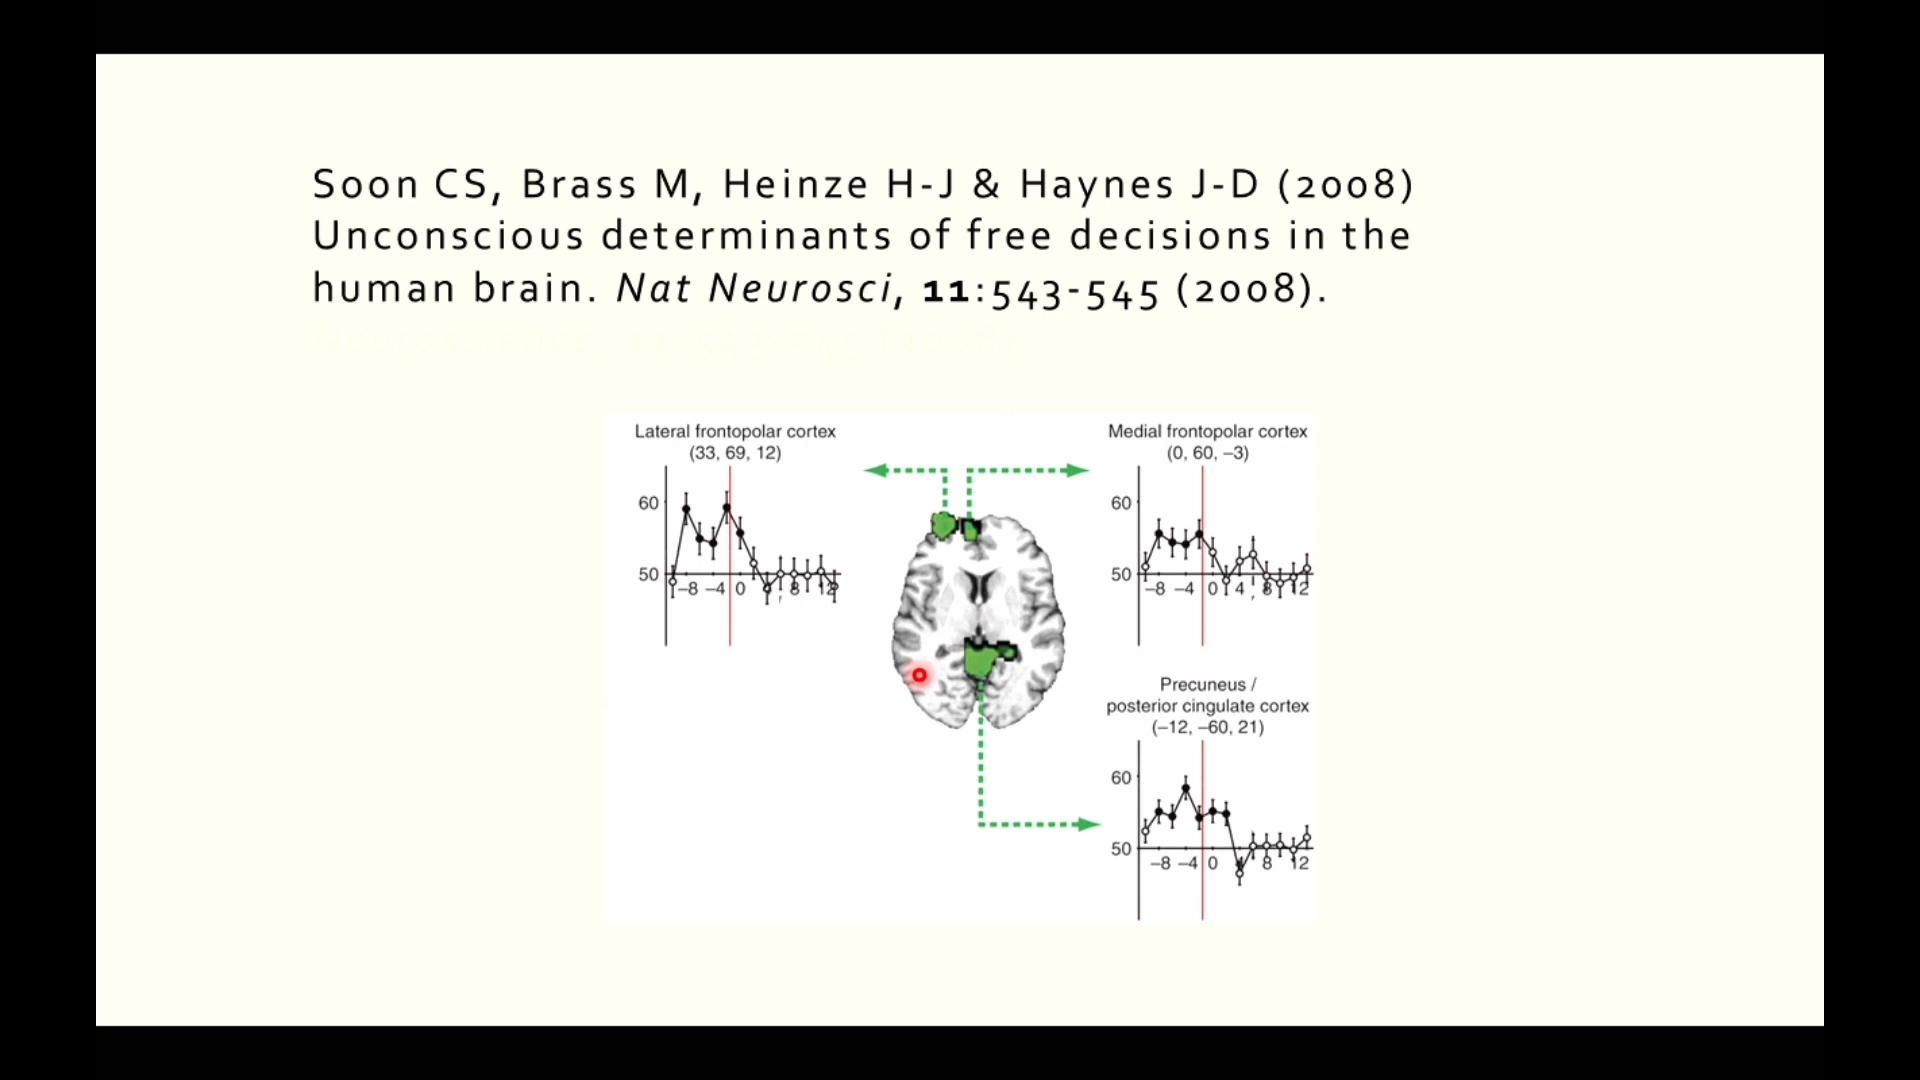 Soon CS, Brass M, Heinze H-J & Haynes J-D (2008)
Unconscious determinants of free decisions in the
human brain. Nat Neurosci, 11:543-545 (2008).
Lateral frontopolar cortex
(33, 69, 12)
60
50
–8 –4 0 8 12
Medial frontopolar cortex
(0, 60, –3)
60
50
–8 –4 0 4 8 12
Precuneus /
posterior cingulate cortex
(–12, –60, 21)
60
50
–8 –4 0 8 12